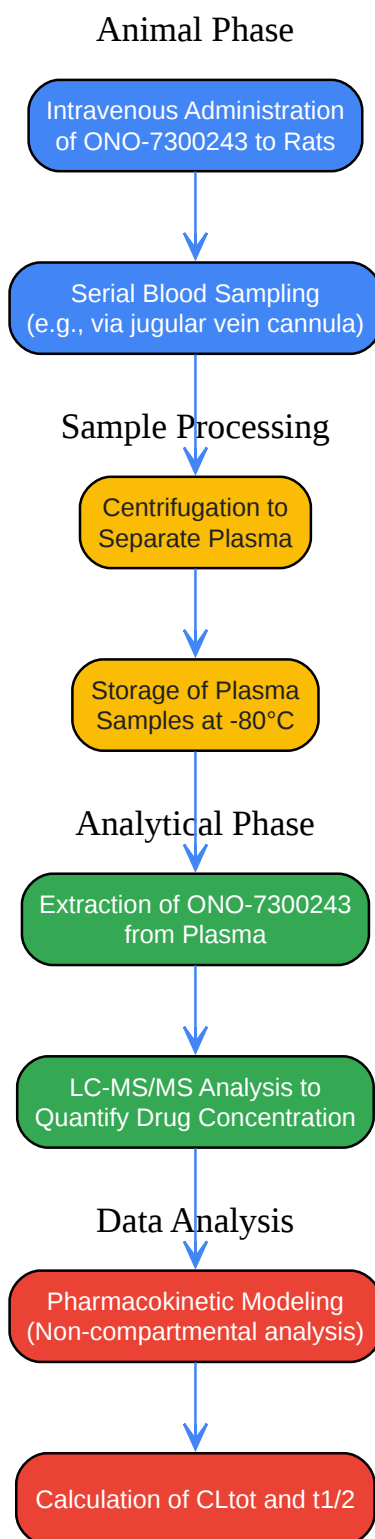 Animal Phase
Intravenous Administration
of ONO-7300243 to Rats
Serial Blood Sampling
(e.g., via jugular vein cannula)
Sample Processing
Centrifugation to
Separate Plasma
Storage of Plasma
Samples at -80°C
Analytical Phase
Extraction of ONO-7300243
from Plasma
LC-MS/MS Analysis to
Quantify Drug Concentration
Data Analysis
Pharmacokinetic Modeling
(Non-compartmental analysis)
Calculation of CLtot and t1/2